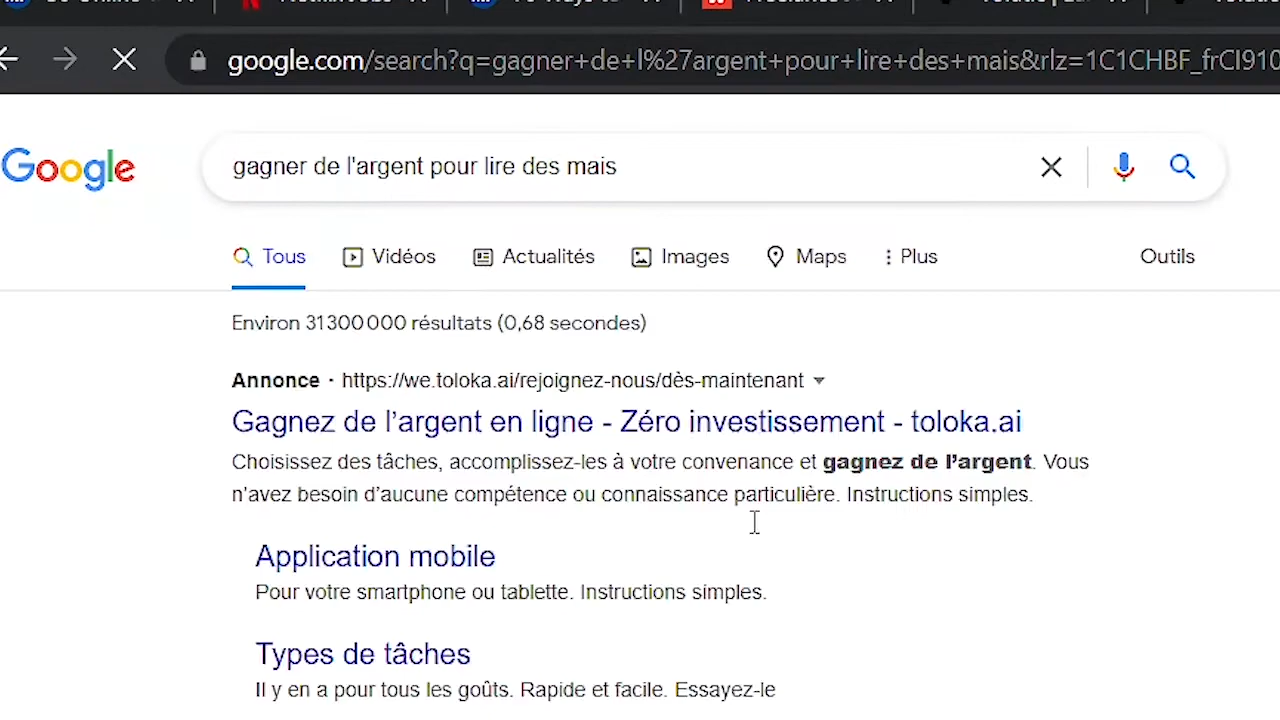 google.com/search?q=gagner+de+l%27argent+pour+lire+des+mais&rlz=1C1CHBF_frCI910
Google
gagner de l'argent pour lire des mais
Tous
Vidéos
Actualités
Images
Maps
Plus
Outils
Environ 31 300 000 résultats (0,68 secondes)
Annonce · https://we.toloka.ai/rejoignez-nous/dès-maintenant
Gagnez de l’argent en ligne - Zéro investissement - toloka.ai
Choisissez des tâches, accomplissez-les à votre convenance et gagnez de l’argent. Vous
n’avez besoin d’aucune compétence ou connaissance particulière. Instructions simples.
Application mobile
Pour votre smartphone ou tablette. Instructions simples.
Types de tâches
Il y en a pour tous les goûts. Rapide et facile. Essayez-le